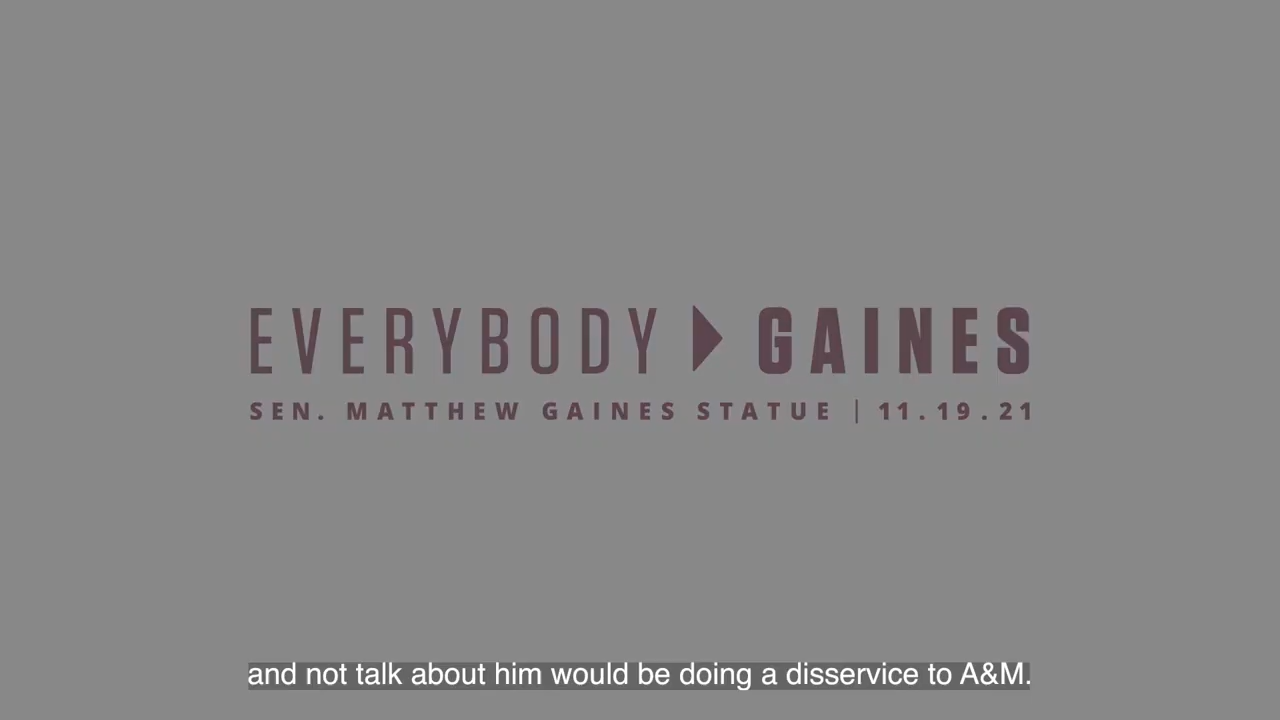 EVERYBODY GAINES
SEN. MATTHEW GAINES STATUE | 11.19.21
and not talk about him would be doing a disservice to A&M.